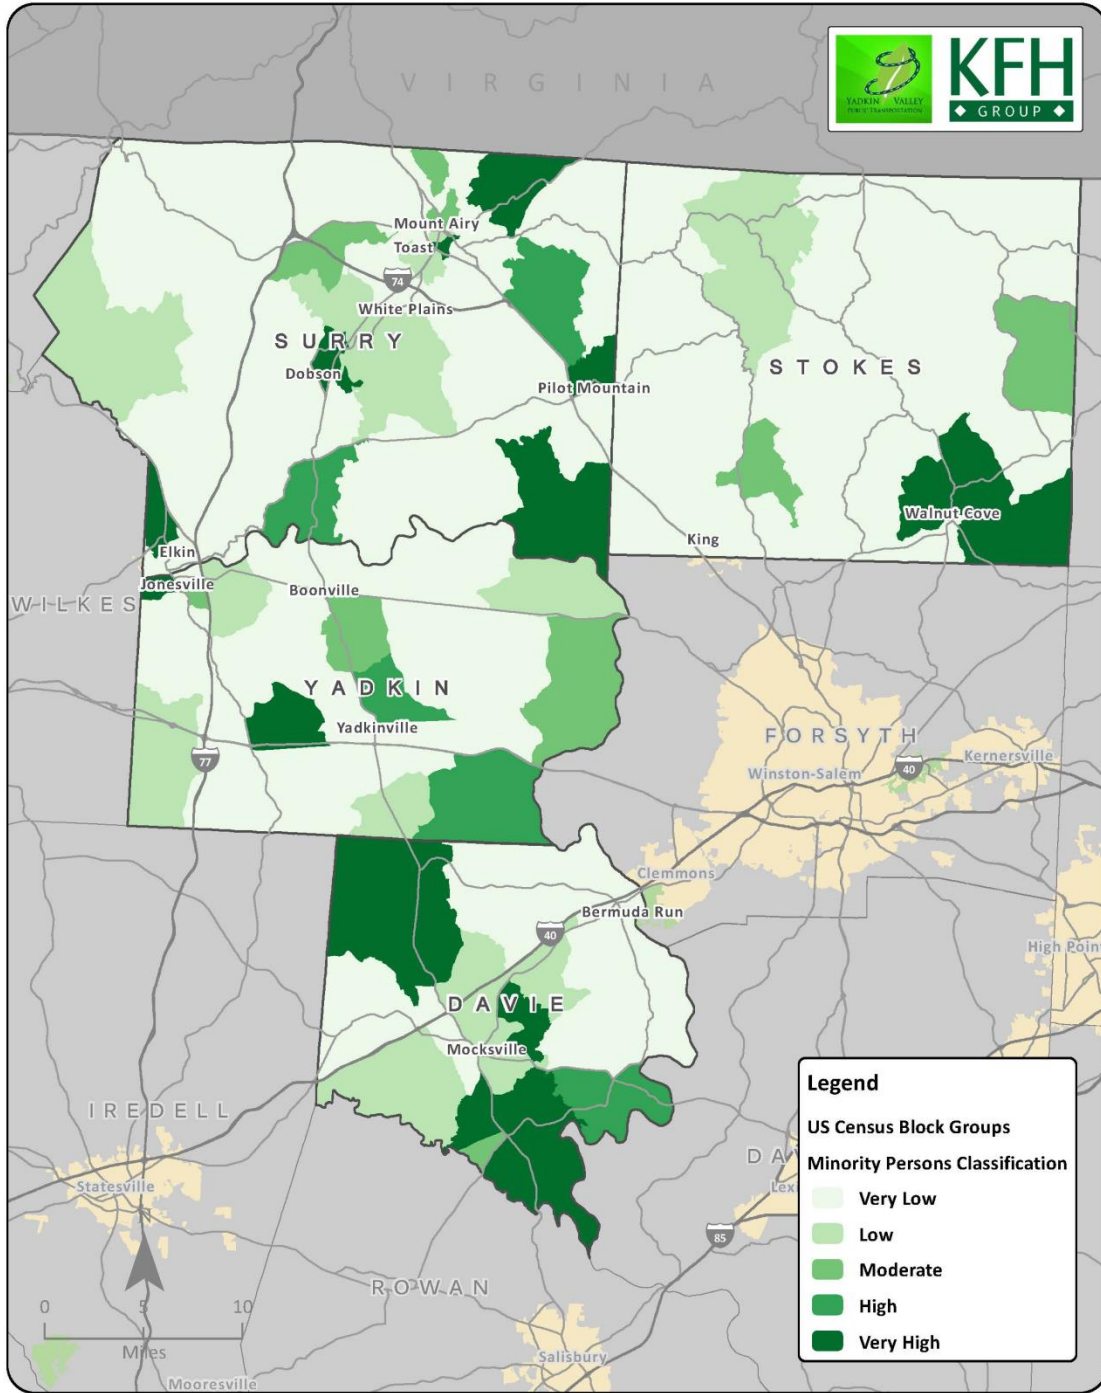 VIRGINIA
YADKIN VALLEY
PUBLIC TRANSPORTATION
KFH
GROUP
Mount Airy
Toast
74
White Plains
SURRY
Dobson
Pilot Mountain
STOKES
Walnut Cove
King
Elkin
Jonesville
WILKES
Boonville
YADKIN
Yadkinville
77
FORSYTH
Kernersville
Winston-Salem
40
Clemmons
Bermuda Run
40
High Point
DAVIE
Mocksville
IREDELL
Statesville
DA
Lexi
85
ROWAN
Salisbury
Mooresville
0 5 10
Miles
Legend
US Census Block Groups
Minority Persons Classification
Very Low
Low
Moderate
High
Very High